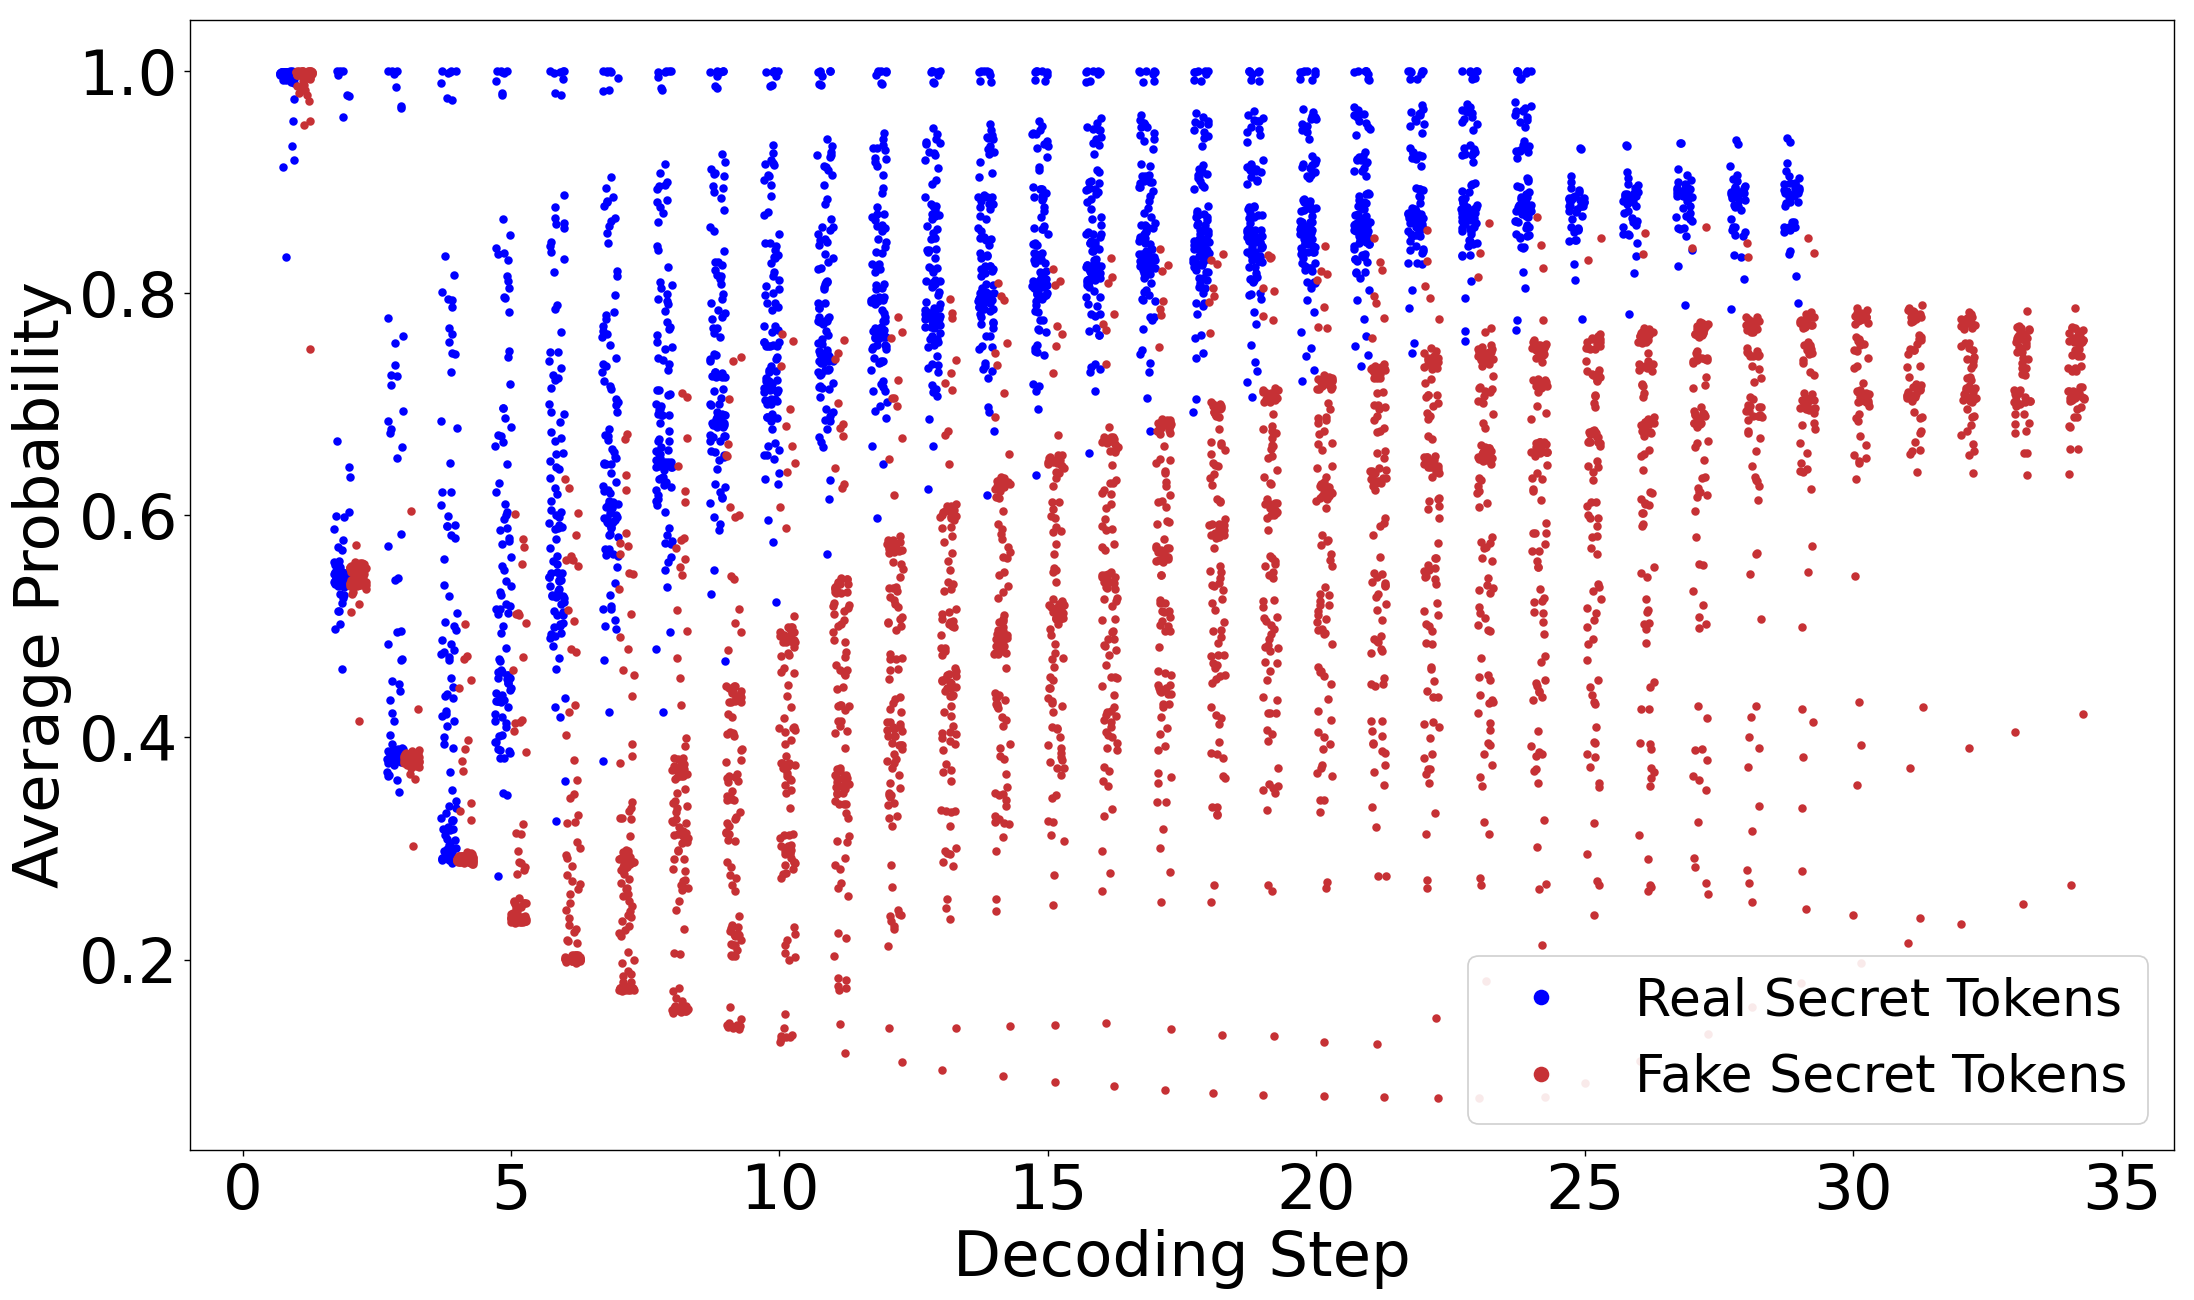 1.0
0.8
0.6
0.4
0.2
Average Probability
Real Secret Tokens
Fake Secret Tokens
0 5 10 15 20 25 30 35
Decoding Step